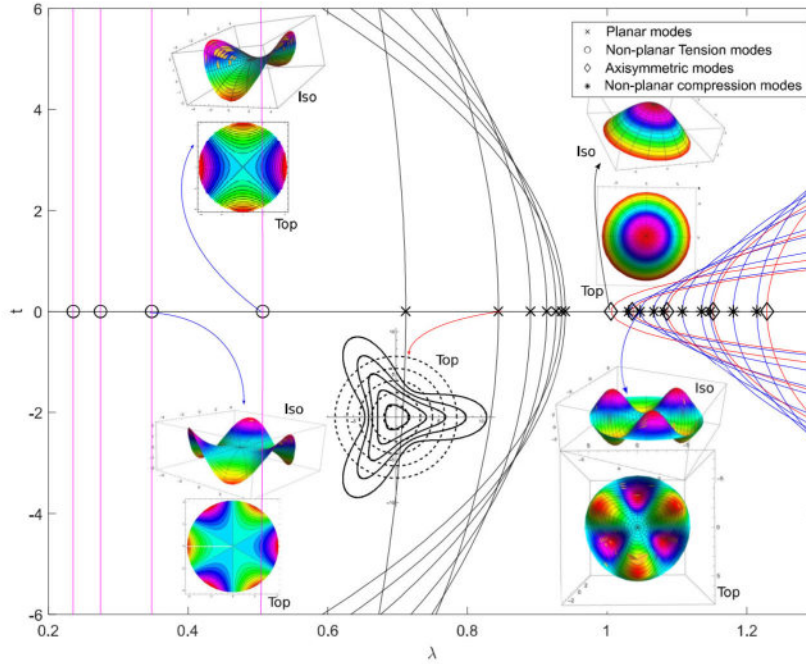 6
4
2
0
-2
-4
-6
t
0.2
0.4
0.6
0.8
1
1.2
λ
Planar modes
Non-planar Tension modes
Axisymmetric modes
Non-planar compression modes
Iso
Top
Iso
Top
Top
Iso
Top
Iso
Top